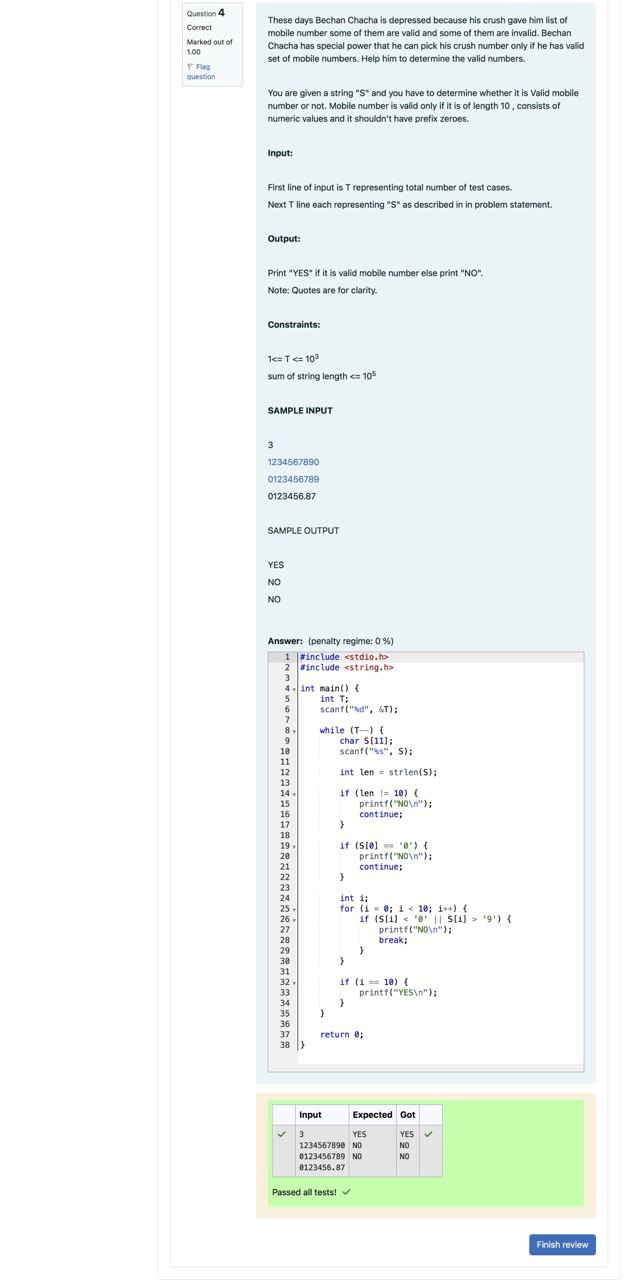 Question 4
Correct
Marked out of
1.00
Flag
question
These days Bechan Chacha is depressed because his crush gave him list of
mobile number some of them are valid and some of them are invalid. Bechan
Chacha has special power that he can pick his crush number only if he has valid
set of mobile numbers. Help him to determine the valid numbers.
You are given a string "S" and you have to determine whether it is Valid mobile
number or not. Mobile number is valid only if it is of length 10 , consists of
numeric values and it shouldn't have prefix zeroes.
Input:
First line of input is T representing total number of test cases.
Next T line each representing "S" as described in in problem statement.
Output:
Print "YES" if it is valid mobile number else print "NO".
Note: Quotes are for clarity.
Constraints:
1<= T <= 10³
sum of string length <= 10⁵
SAMPLE INPUT
3
1234567890
0123456789
0123456.87
SAMPLE OUTPUT
YES
NO
NO
Answer: (penalty regime: 0 %)
1 #include <stdio.h>
2 #include <string.h>
3
4 int main() {
5     int T;
6     scanf("%d", &T);
7
8     while (T--) {
9         char S[11];
10         scanf("%s", S);
11
12         int len = strlen(S);
13
14         if (len != 10) {
15             printf("NO\n");
16             continue;
17         }
18
19         if (S[0] == '0') {
20             printf("NO\n");
21             continue;
22         }
23
24         int i;
25         for (i = 0; i < 10; i++) {
26             if (S[i] < '0' || S[i] > '9') {
27                 printf("NO\n");
28                 break;
29             }
30         }
31
32         if (i == 10) {
33             printf("YES\n");
34         }
35     }
36
37     return 0;
38 }
Input Expected Got
3 YES YES
1234567890 NO NO
0123456789 NO NO
0123456.87
Passed all tests!
Finish review